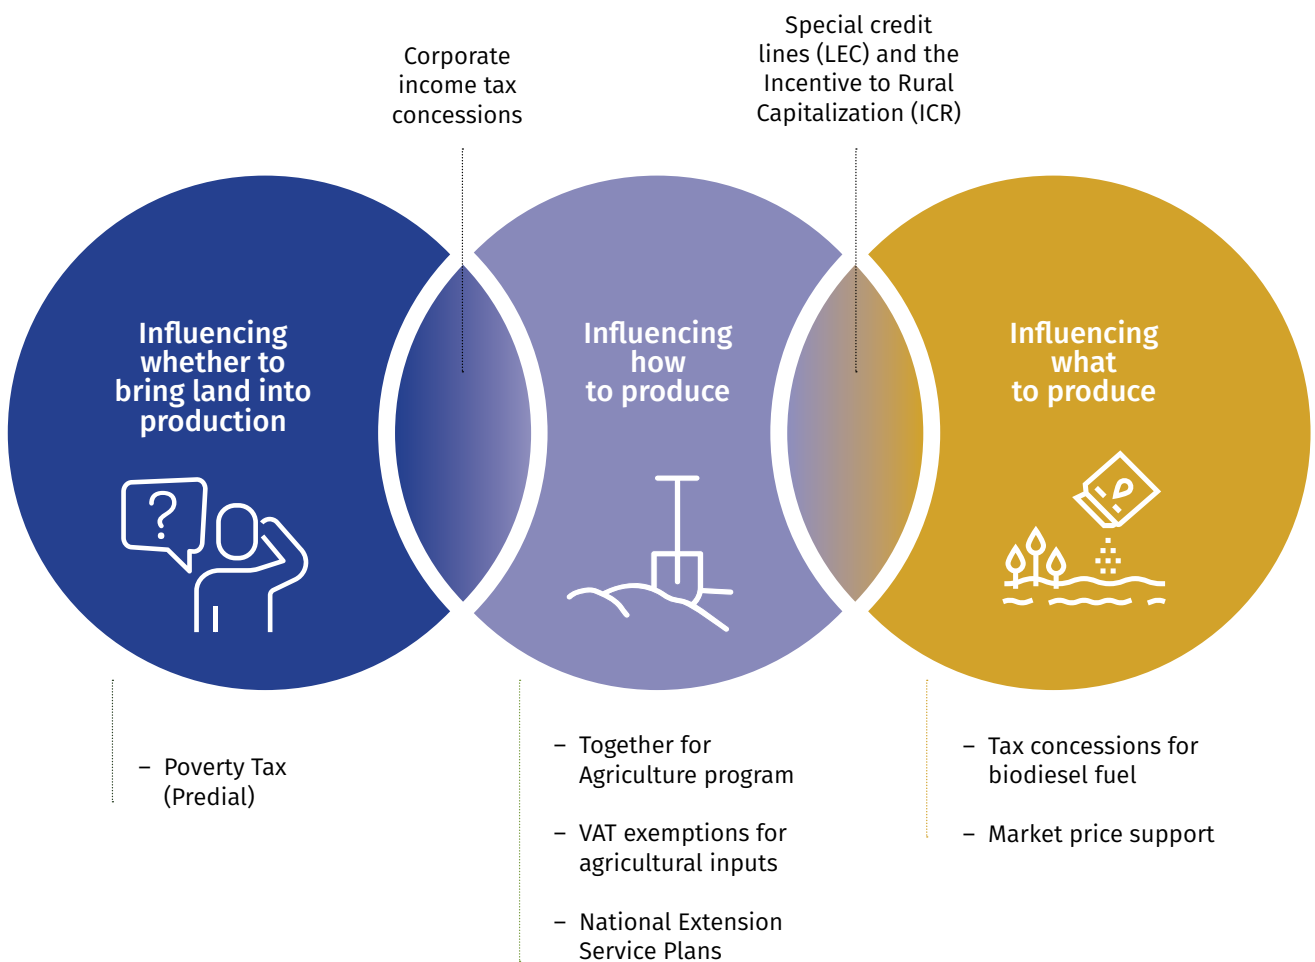 Corporate
income tax
concessions
Special credit
lines (LEC) and the
Incentive to Rural
Capitalization (ICR)
Influencing
whether to
bring land into
production
?
Influencing
how
to produce
Influencing
what
to produce
– Poverty Tax
(Predial)
– Together for
Agriculture program
– VAT exemptions for
agricultural inputs
– National Extension
Service Plans
– Tax concessions for
biodiesel fuel
– Market price support